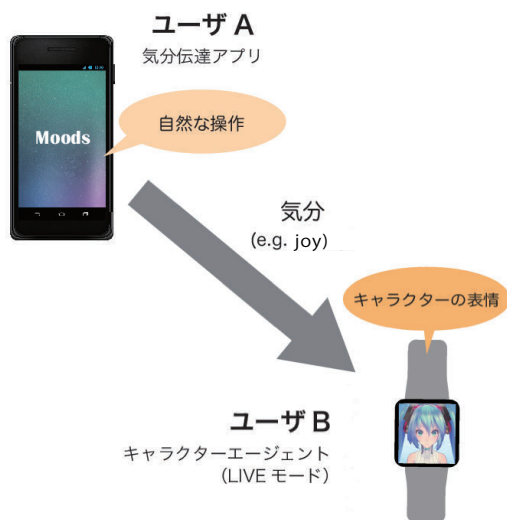 ユーザ A
気分伝達アプリ
Moods
自然な操作
気分
(e.g. joy)
キャラクターの表情
ユーザ B
キャラクターエージェント
(LIVE モード)